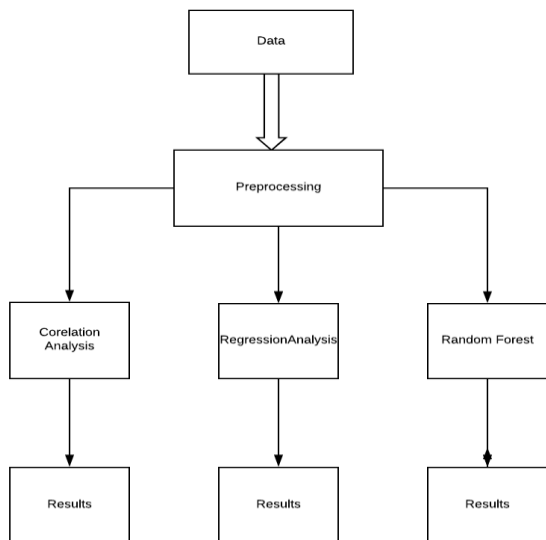 Data
Preprocessing
Corelation
Analysis
RegressionAnalysis
Random Forest
Results
Results
Results